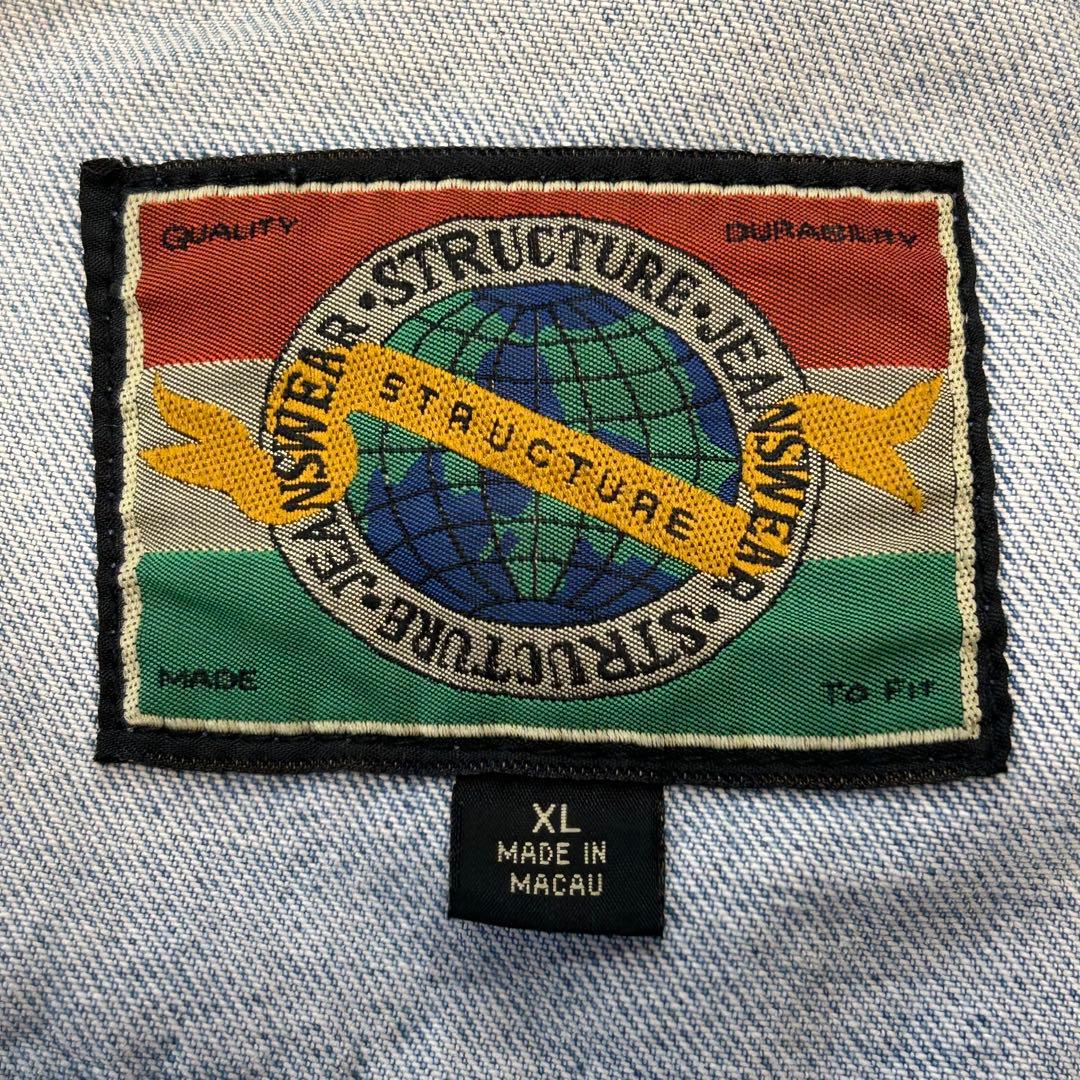 QUALITY
DURABILITY
STRUCTURE • JEANSWEAR • STRUCTURE • JEANSWEAR •
STRUCTURE
MADE
TO FIT
XL
MADE IN
MACAU